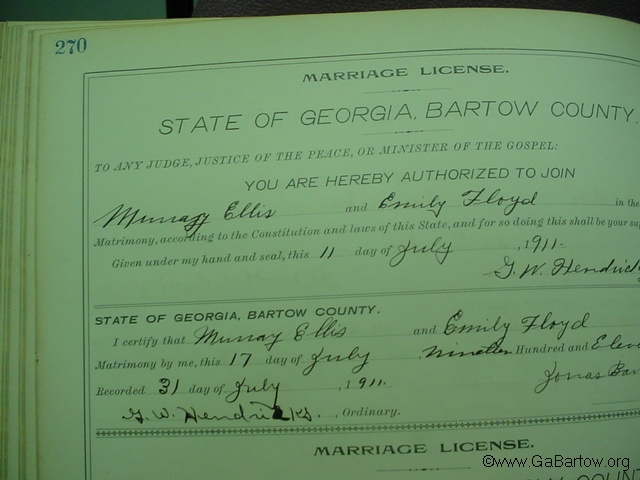 270
MARRIAGE LICENSE.
STATE OF GEORGIA, BARTOW COUNTY.
TO ANY JUDGE, JUSTICE OF THE PEACE, OR MINISTER OF THE GOSPEL:
YOU ARE HEREBY AUTHORIZED TO JOIN
Murray Ellis and Emily Floyd in the
Matrimony, according to the Constitution and laws of this State, and for so doing this shall be your
Given under my hand and seal, this 11 day of July, 1911.
G. W. Hendrick
STATE OF GEORGIA, BARTOW COUNTY.
I certify that Murray Ellis and Emily Floyd
Matrimony by me, this 17 day of July, Nineteen Hundred and Eleve
Jonas Bar
Recorded 31 day of July, 1911.
G. W. Hendricks., Ordinary.
MARRIAGE LICENSE.
COUNT
©www.GaBartow.org